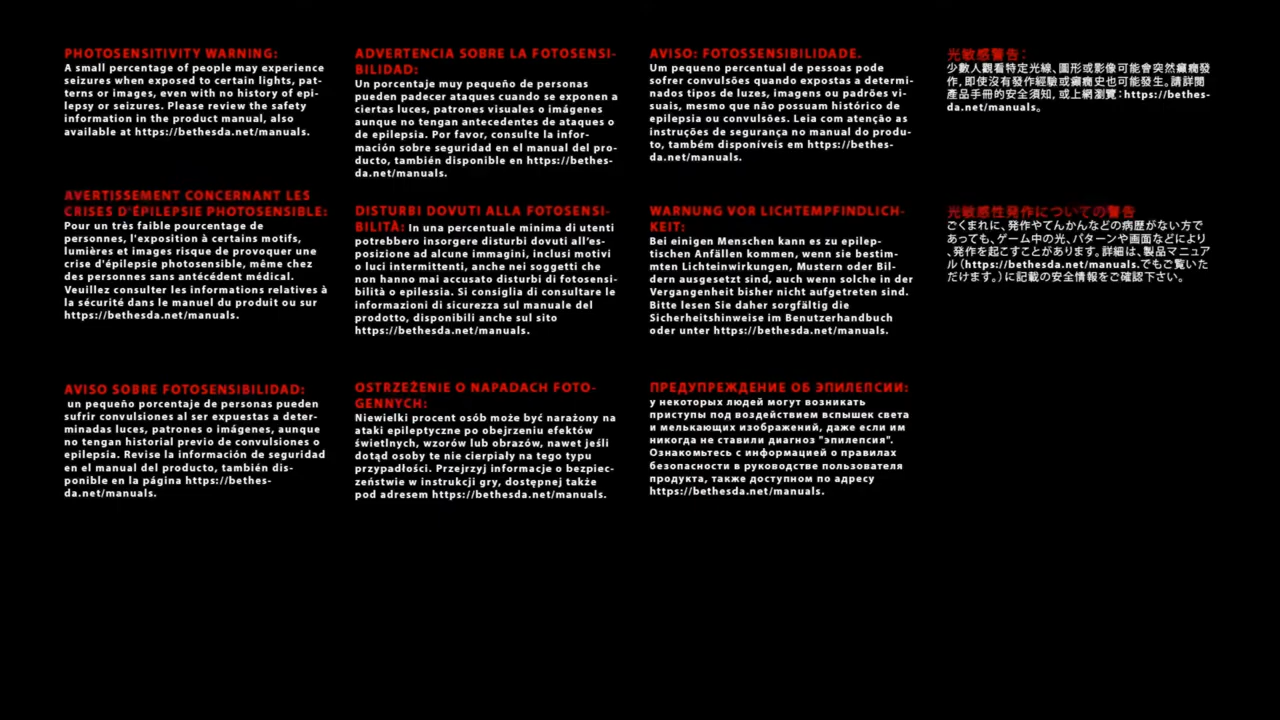 PHOTOSENSITIVITY WARNING:
A small percentage of people may experience
seizures when exposed to certain lights, pat-
terns or images, even with no history of epi-
lepsy or seizures. Please review the safety
information in the product manual, also
available at https://bethesda.net/manuals.
AVERTISSEMENT CONCERNANT LES
CRISES D'ÉPILEPSIE PHOTOSENSIBLE:
Pour un très faible pourcentage de
personnes, l'exposition à certains motifs,
lumières et images risque de provoquer une
crise d'épilepsie photosensible, même chez
des personnes sans antécédent médical.
Veuillez consulter les informations relatives à
la sécurité dans le manuel du produit ou sur
https://bethesda.net/manuals.
AVISO SOBRE FOTOSENSIBILIDAD:
un pequeño porcentaje de personas pueden
sufrir convulsiones al ser expuestas a deter-
minadas luces, patrones o imágenes, aunque
no tengan historial previo de convulsiones o
epilepsia. Revise la información de seguridad
en el manual del producto, también dis-
ponible en la página https://bethes-
da.net/manuals.
ADVERTENCIA SOBRE LA FOTOSENSI-
BILIDAD:
Un porcentaje muy pequeño de personas
pueden padecer ataques cuando se exponen a
ciertas luces, patrones visuales o imágenes
aunque no tengan antecedentes de ataques o
de epilepsia. Por favor, consulte la infor-
mación sobre seguridad en el manual del pro-
ducto, también disponible en https://bethes-
da.net/manuals.
DISTURBI DOVUTI ALLA FOTOSENSI-
BILITÀ: In una percentuale minima di utenti
potrebbero insorgere disturbi dovuti all'es-
posizione ad alcune immagini, inclusi motivi
o luci intermittenti, anche nei soggetti che
non hanno mai accusato disturbi di fotosensi-
bilità o epilessia. Si consiglia di consultare le
informazioni di sicurezza sul manuale del
prodotto, disponibili anche sul sito
https://bethesda.net/manuals.
OSTRZEŻENIE O NAPADACH FOTO-
GENNYCH:
Niewielki procent osób może być narażony na
ataki epileptyczne po obejrzeniu efektów
świetlnych, wzorów lub obrazów, nawet jeśli
dotąd osoby te nie cierpiały na tego typu
przypadłości. Przejrzyj informacje o bezpiec-
zeństwie w instrukcji gry, dostępnej także
pod adresem https://bethesda.net/manuals.
AVISO: FOTOSSENSIBILIDADE.
Um pequeno percentual de pessoas pode
sofrer convulsões quando expostas a determi-
nados tipos de luzes, imagens ou padrões vi-
suais, mesmo que não possuam histórico de
epilepsia ou convulsões. Leia com atenção as
instruções de segurança no manual do produ-
to, também disponíveis em https://bethes-
da.net/manuals.
WARNUNG VOR LICHTEMPFINDLICH-
KEIT:
Bei einigen Menschen kann es zu epilep-
tischen Anfällen kommen, wenn sie bestim-
mten Lichteinwirkungen, Mustern oder Bil-
dern ausgesetzt sind, auch wenn solche in der
Vergangenheit bisher nicht aufgetreten sind.
Bitte lesen Sie daher sorgfältig die
Sicherheitshinweise im Benutzerhandbuch
oder unter https://bethesda.net/manuals.
ПРЕДУПРЕЖДЕНИЕ ОБ ЭПИЛЕПСИИ:
у некоторых людей могут возникать
приступы под воздействием вспышек света
и мелькающих изображений, даже если им
никогда не ставили диагноз "эпилепсия".
Ознакомьтесь с информацией о правилах
безопасности в руководстве пользователя
продукта, также доступном по адресу
https://bethesda.net/manuals.
光敏感警告：
少數人觀看特定光線、圖形或影像可能會突然癲癇發
作，即使沒有發作經驗或癲癇史也可能發生。請詳閱
產品手冊的安全須知，或上網瀏覽：https://bethes-
da.net/manuals。
光敏感性発作についての警告
ごくまれに、発作やてんかんなどの病歴がない方で
あっても、ゲーム中の光、パターンや画面などにより
、発作を起こすことがあります。詳細は、製品マニュア
ル（https://bethesda.net/manuals.でもご覧いた
だけます。）に記載の安全情報をご確認下さい。